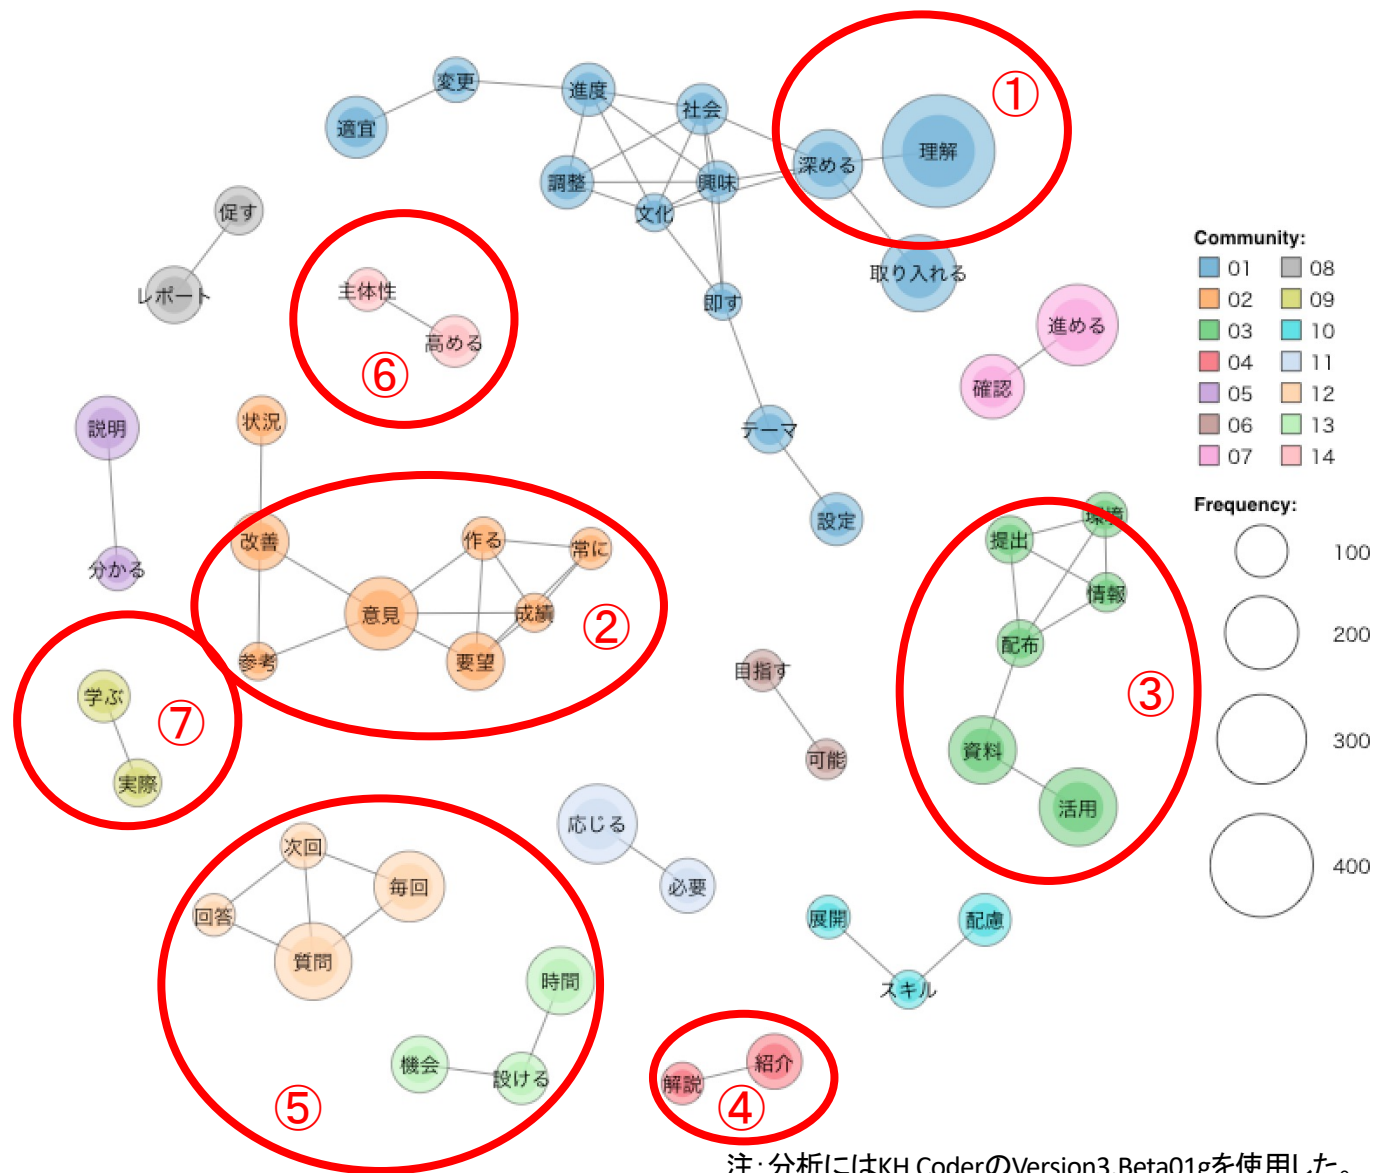 変更
進度
社会
①
適宜
理解
深める
調整
興味
文化
促す
取り入れる
レポート
主体性
即す
高める
⑥
進める
確認
説明
状況
テーマ
設定
分かる
改善
作る
常に
意見
成績
②
参考
要望
環境
提出
情報
配布
③
資料
活用
学ぶ
⑦
実際
目指す
可能
次回
毎回
回答
質問
時間
機会
設ける
⑤
応じる
必要
展開
配慮
スキル
紹介
解説
④
Community:
01 08
02 09
03 10
04 11
05 12
06 13
07 14
Frequency:
100
200
300
400
注：分析にはKH CoderのVersion3.Beta01gを使用した。